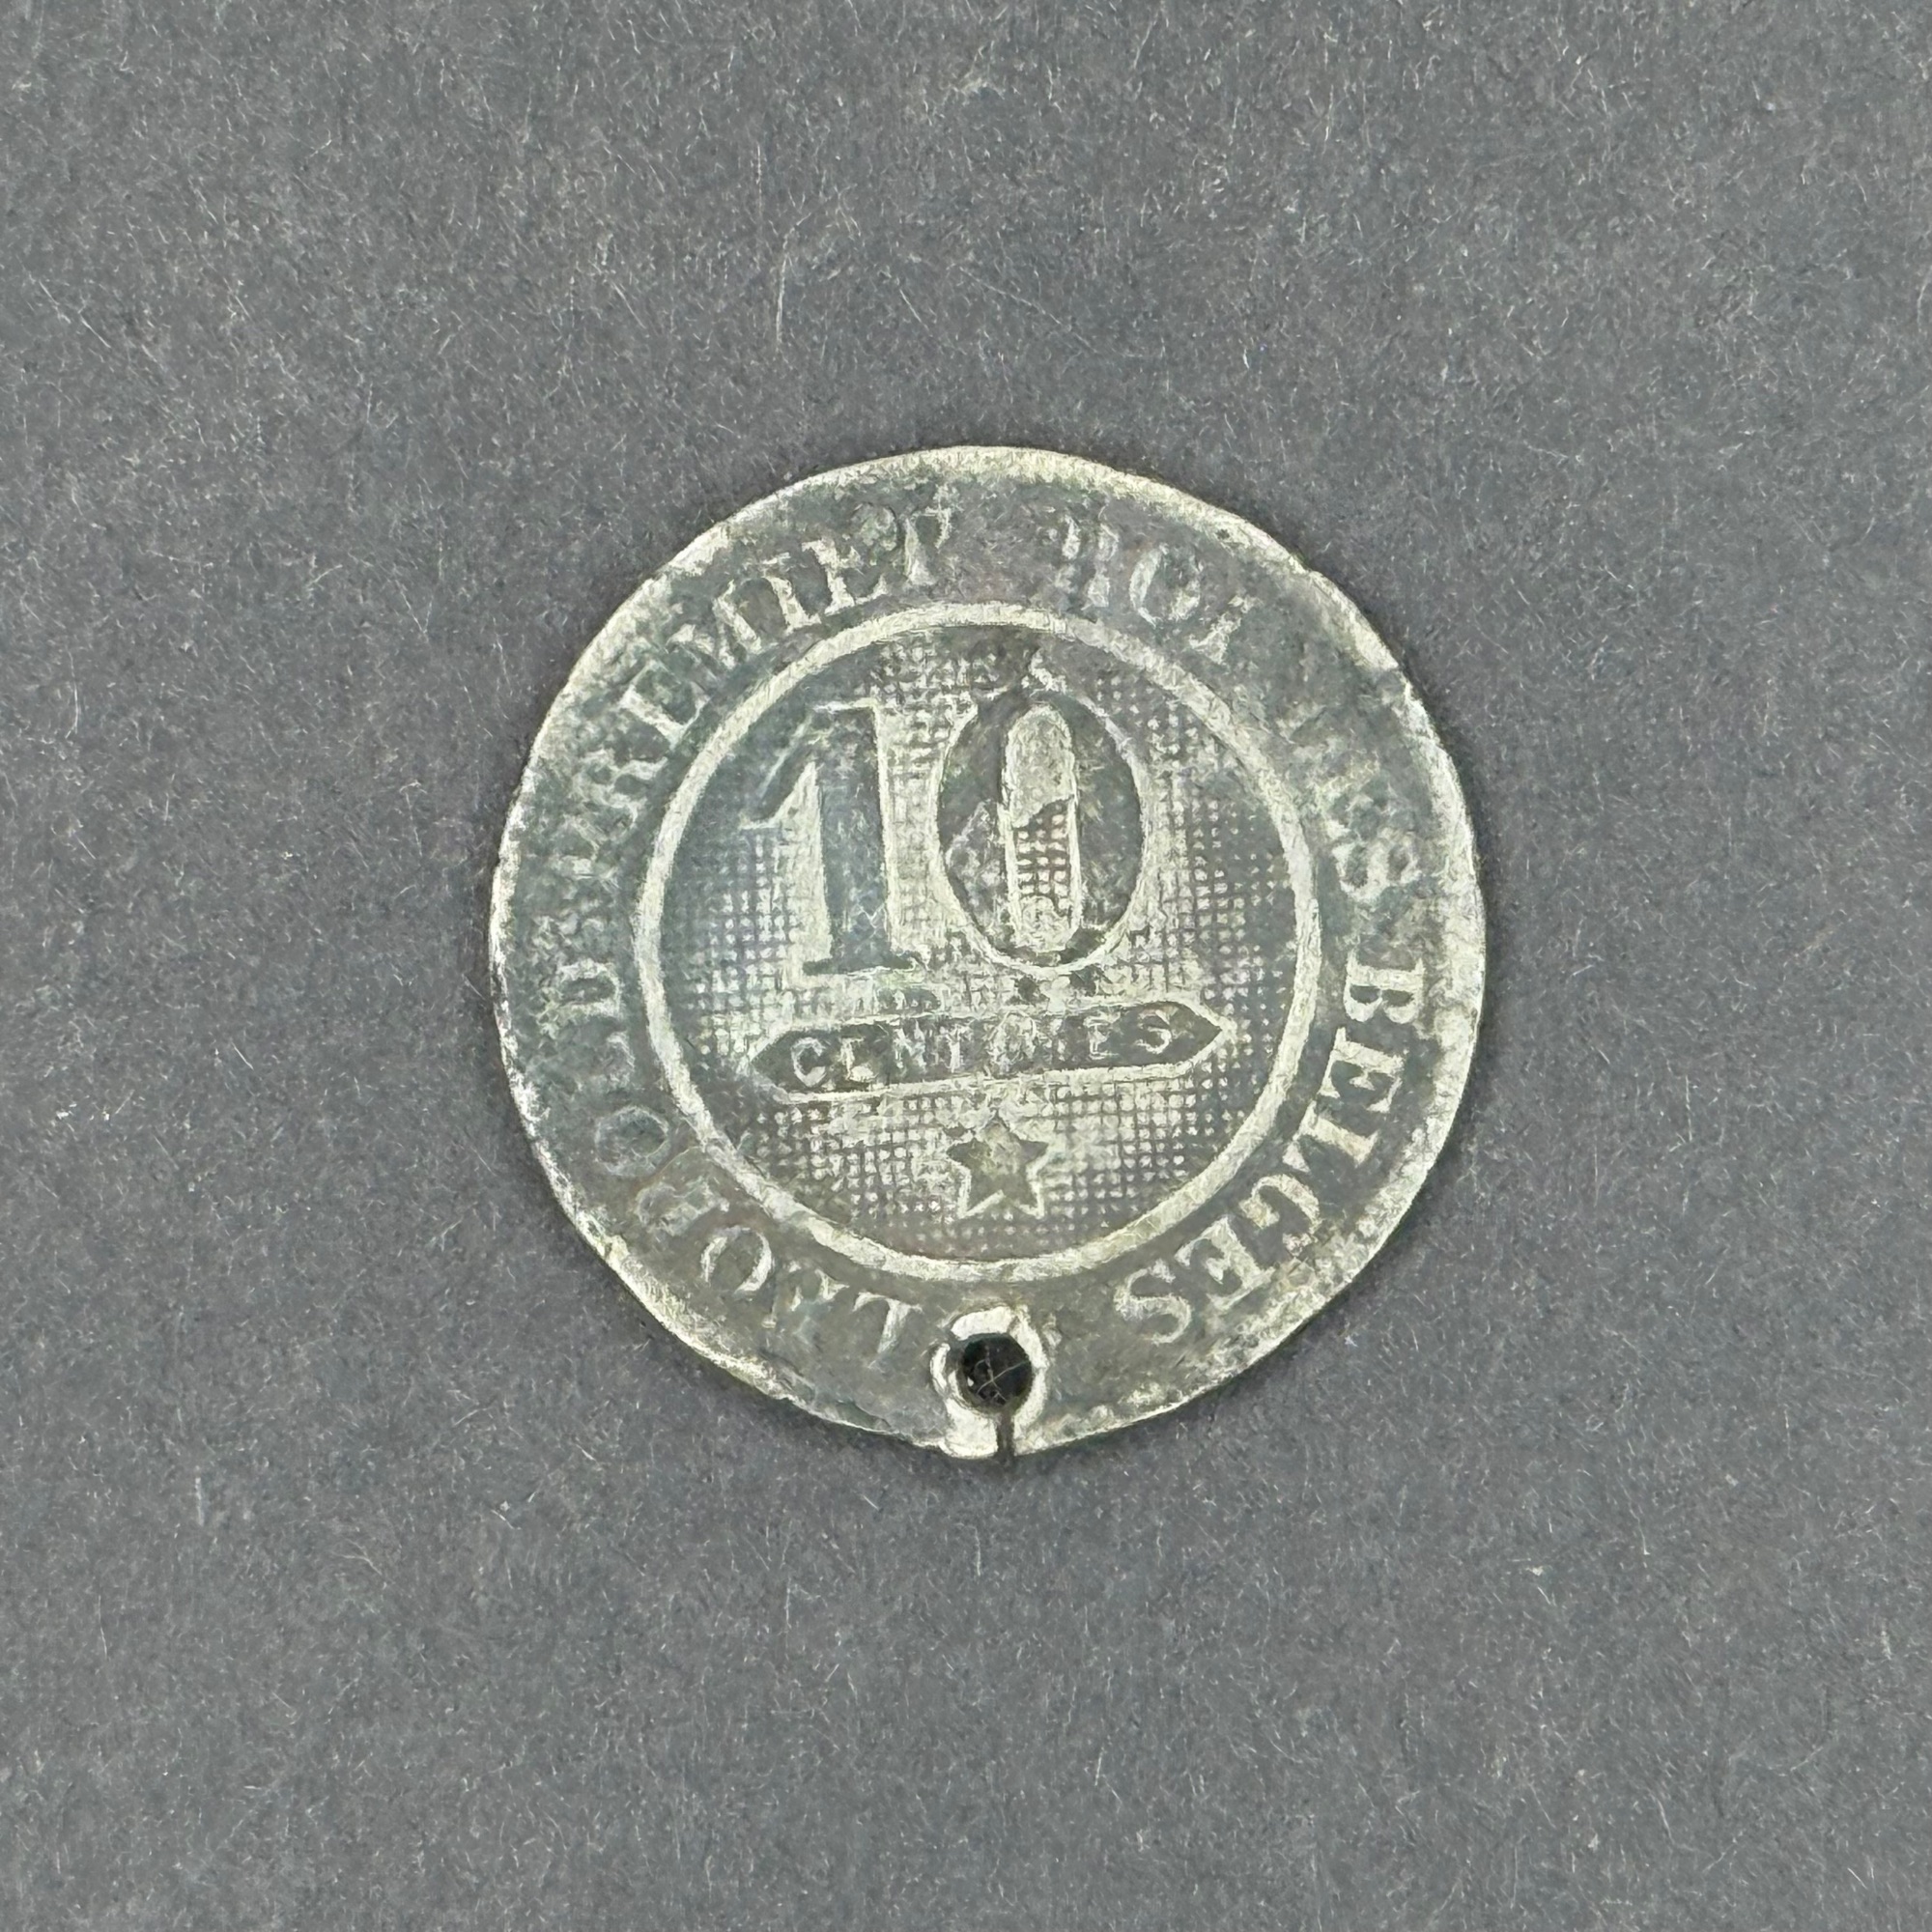 LEOPOLD PREMIER ROI DES BELGES
10
CENTIMES